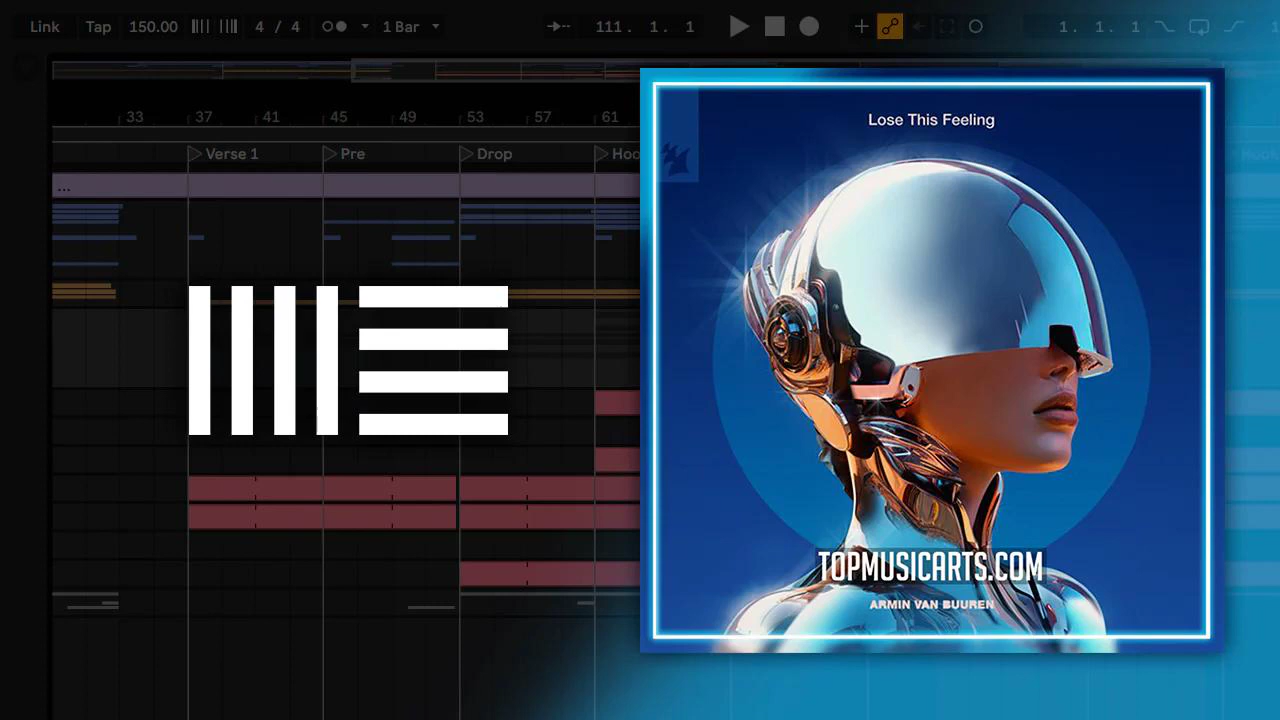 Link Tap 150.00 4 / 4 1 Bar 111. 1. 1 1. 1. 1
33 37 41 45 49 53 57 61
Verse 1 Pre Drop Hoo
...
Lose This Feeling
TOPMUSICARTS.COM
ARMIN VAN BUUREN